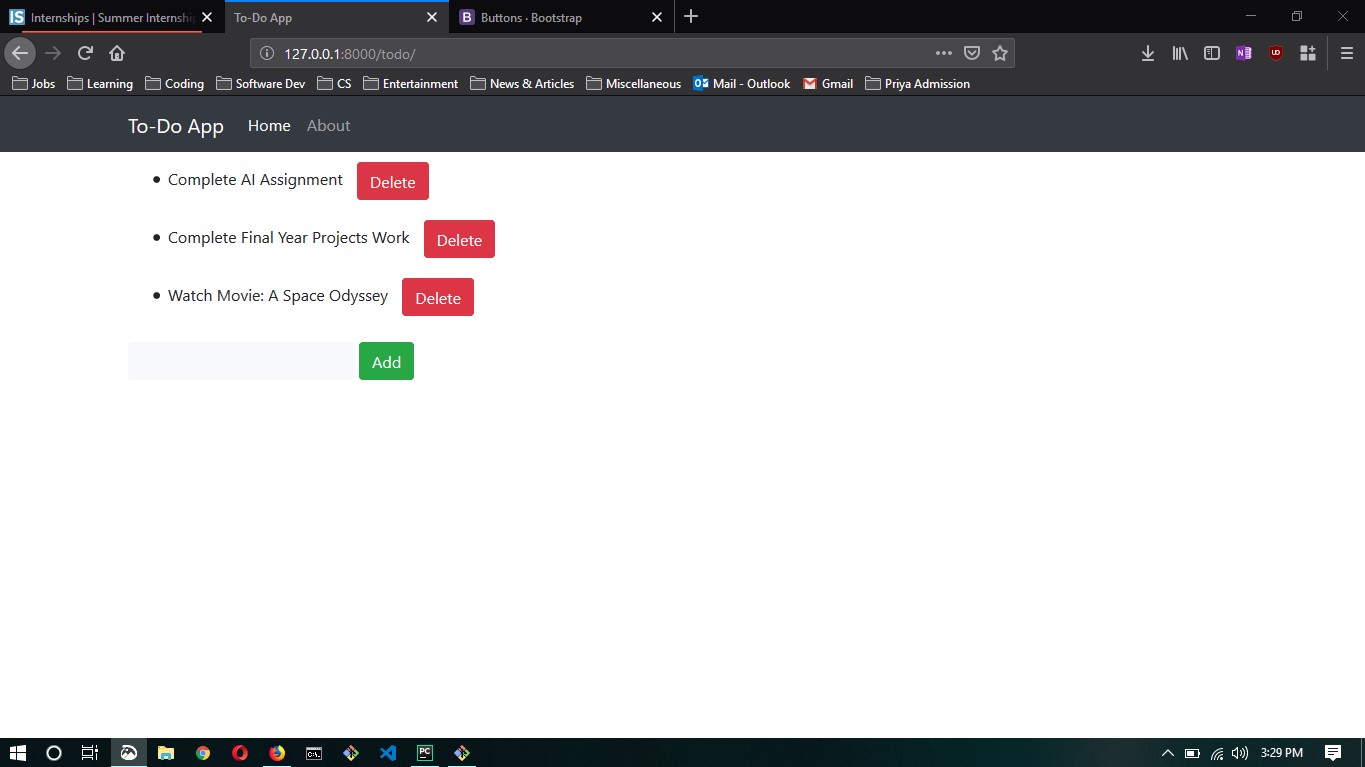 IS Internships | Summer Internshi
To-Do App
B Buttons · Bootstrap
127.0.0.1:8000/todo/
Jobs Learning Coding Software Dev CS Entertainment News & Articles Miscellaneous Mail - Outlook Gmail Priya Admission
To-Do App Home About
Complete AI Assignment Delete
Complete Final Year Projects Work Delete
Watch Movie: A Space Odyssey Delete
Add
PC 3:29 PM